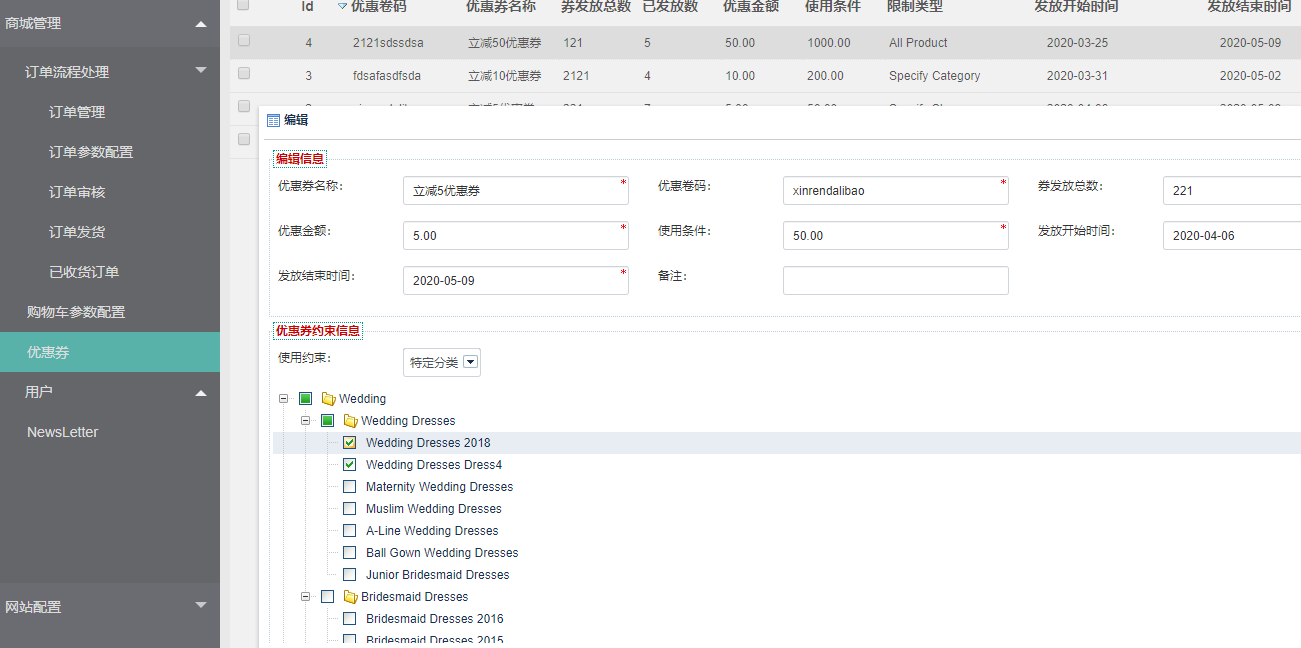 商城管理
订单流程处理
订单管理
订单参数配置
订单审核
订单发货
已收货订单
购物车参数配置
优惠券
用户
NewsLetter
网站配置
Id 优惠卷码 优惠券名称 券发放总数 已发放数 优惠金额 使用条件 限制类型 发放开始时间 发放结束时间
4 2121sdssdsa 立减50优惠券 121 5 50.00 1000.00 All Product 2020-03-25 2020-05-09
3 fdsafasdfsda 立减10优惠券 2121 4 10.00 200.00 Specify Category 2020-03-31 2020-05-02
编辑
编辑信息
优惠券名称: 立减5优惠券 * 优惠卷码: xinrendalibao * 券发放总数: 221
优惠金额: 5.00 * 使用条件: 50.00 * 发放开始时间: 2020-04-06
发放结束时间: 2020-05-09 * 备注:
优惠券约束信息
使用约束: 特定分类
Wedding
Wedding Dresses
Wedding Dresses 2018
Wedding Dresses Dress4
Maternity Wedding Dresses
Muslim Wedding Dresses
A-Line Wedding Dresses
Ball Gown Wedding Dresses
Junior Bridesmaid Dresses
Bridesmaid Dresses
Bridesmaid Dresses 2016
Bridesmaid Dresses 2015